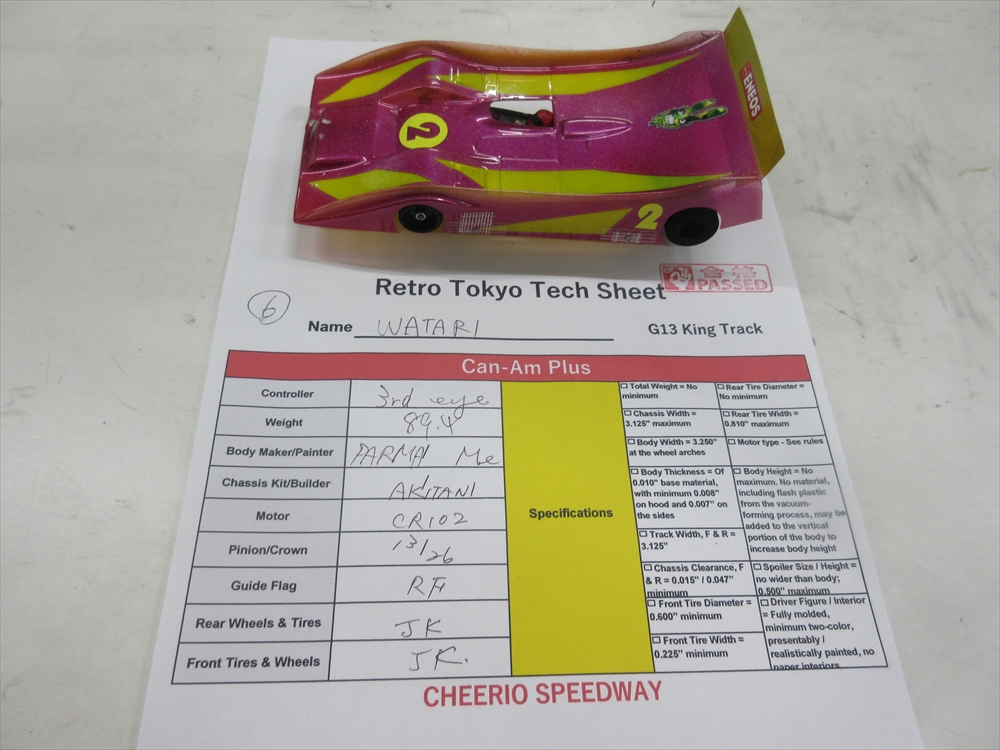 ENEOS
2
2
合格
PASSED
Retro Tokyo Tech Sheet
6
Name WATARI
G13 King Track
Can-Am Plus
Controller 3rd eye
Weight 89.4
Body Maker/Painter PARMA / Me
Chassis Kit/Builder AKITANI
Motor CR102
Pinion/Crown 13/26
Guide Flag RF
Rear Wheels & Tires JK
Front Tires & Wheels JK.
Specifications
Total Weight = No
minimum
Chassis Width =
3.125" maximum
Body Width = 3.250"
at the wheel arches
Body Thickness = Of
0.010" base material,
with minimum 0.008"
on hood and 0.007" on
the sides
Track Width, F & R =
3.125"
Chassis Clearance, F
& R = 0.015" / 0.047"
minimum
Front Tire Diameter =
0.600" minimum
Front Tire Width =
0.225" minimum
Rear Tire Diameter =
No minimum
Rear Tire Width =
0.810" maximum
Motor type - See rules
Body Height = No
maximum. No material,
including flash plastic
from the vacuum-
forming process, may be
added to the vertical
portion of the body to
increase body height
Spoiler Size / Height =
no wider than body;
0.500" maximum
Driver Figure / Interior
= Fully molded,
minimum two-color,
presentably /
realistically painted, no
paper interiors
CHEERIO SPEEDWAY